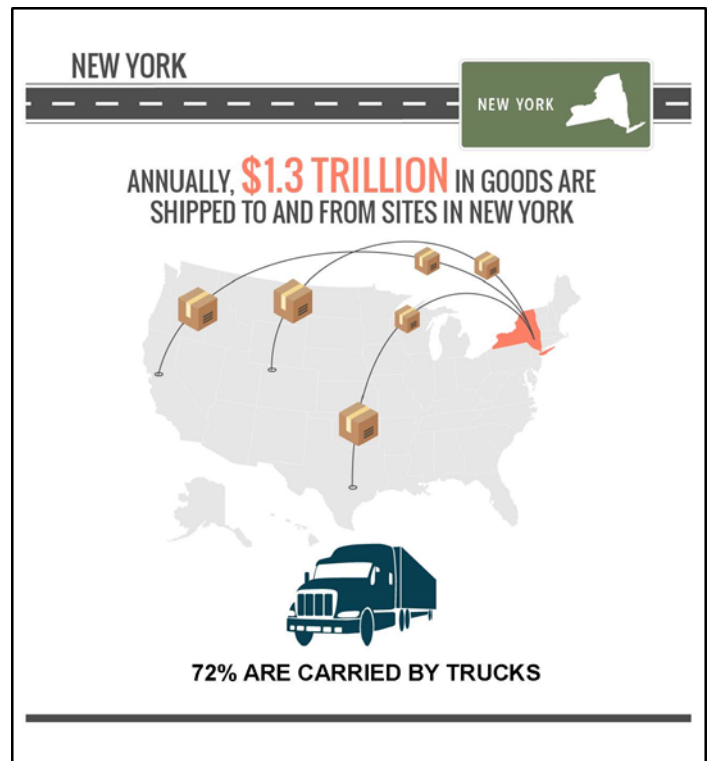 NEW YORK
NEW YORK
ANNUALLY, $1.3 TRILLION IN GOODS ARE
SHIPPED TO AND FROM SITES IN NEW YORK
72% ARE CARRIED BY TRUCKS